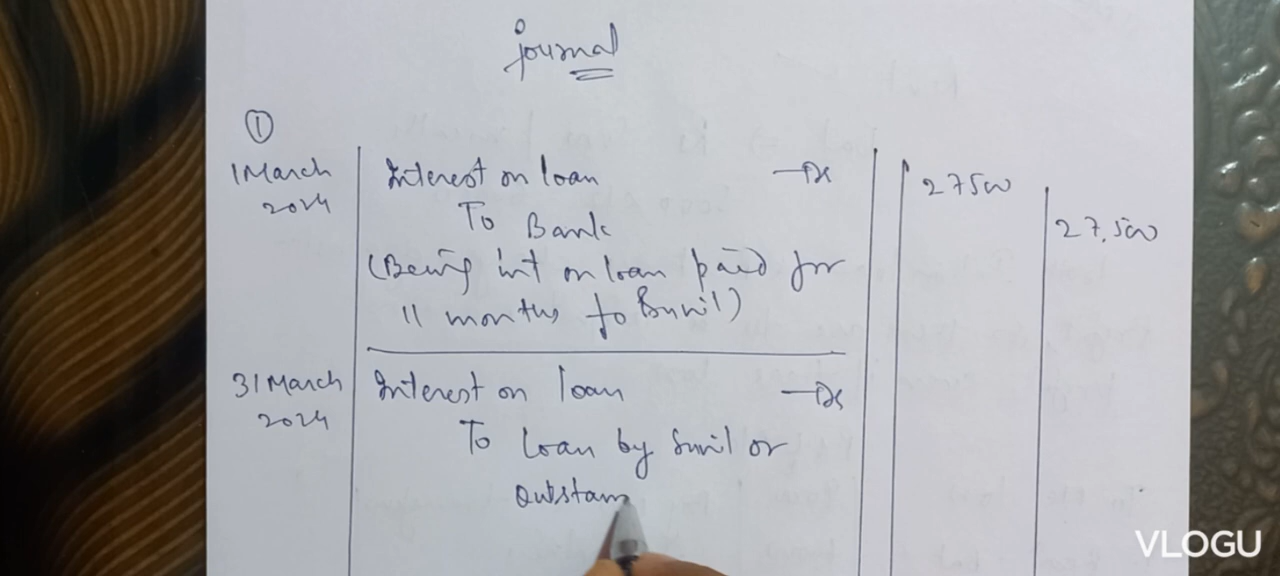 journal
①
1 March
2024
Interest on loan
Dr
27500
To Bank
27,500
(Being int on loan paid for
11 months to Sunil)
31 March
2024
Interest on loan
Dr
To Loan by Sunil or
Outstan
VLOGU